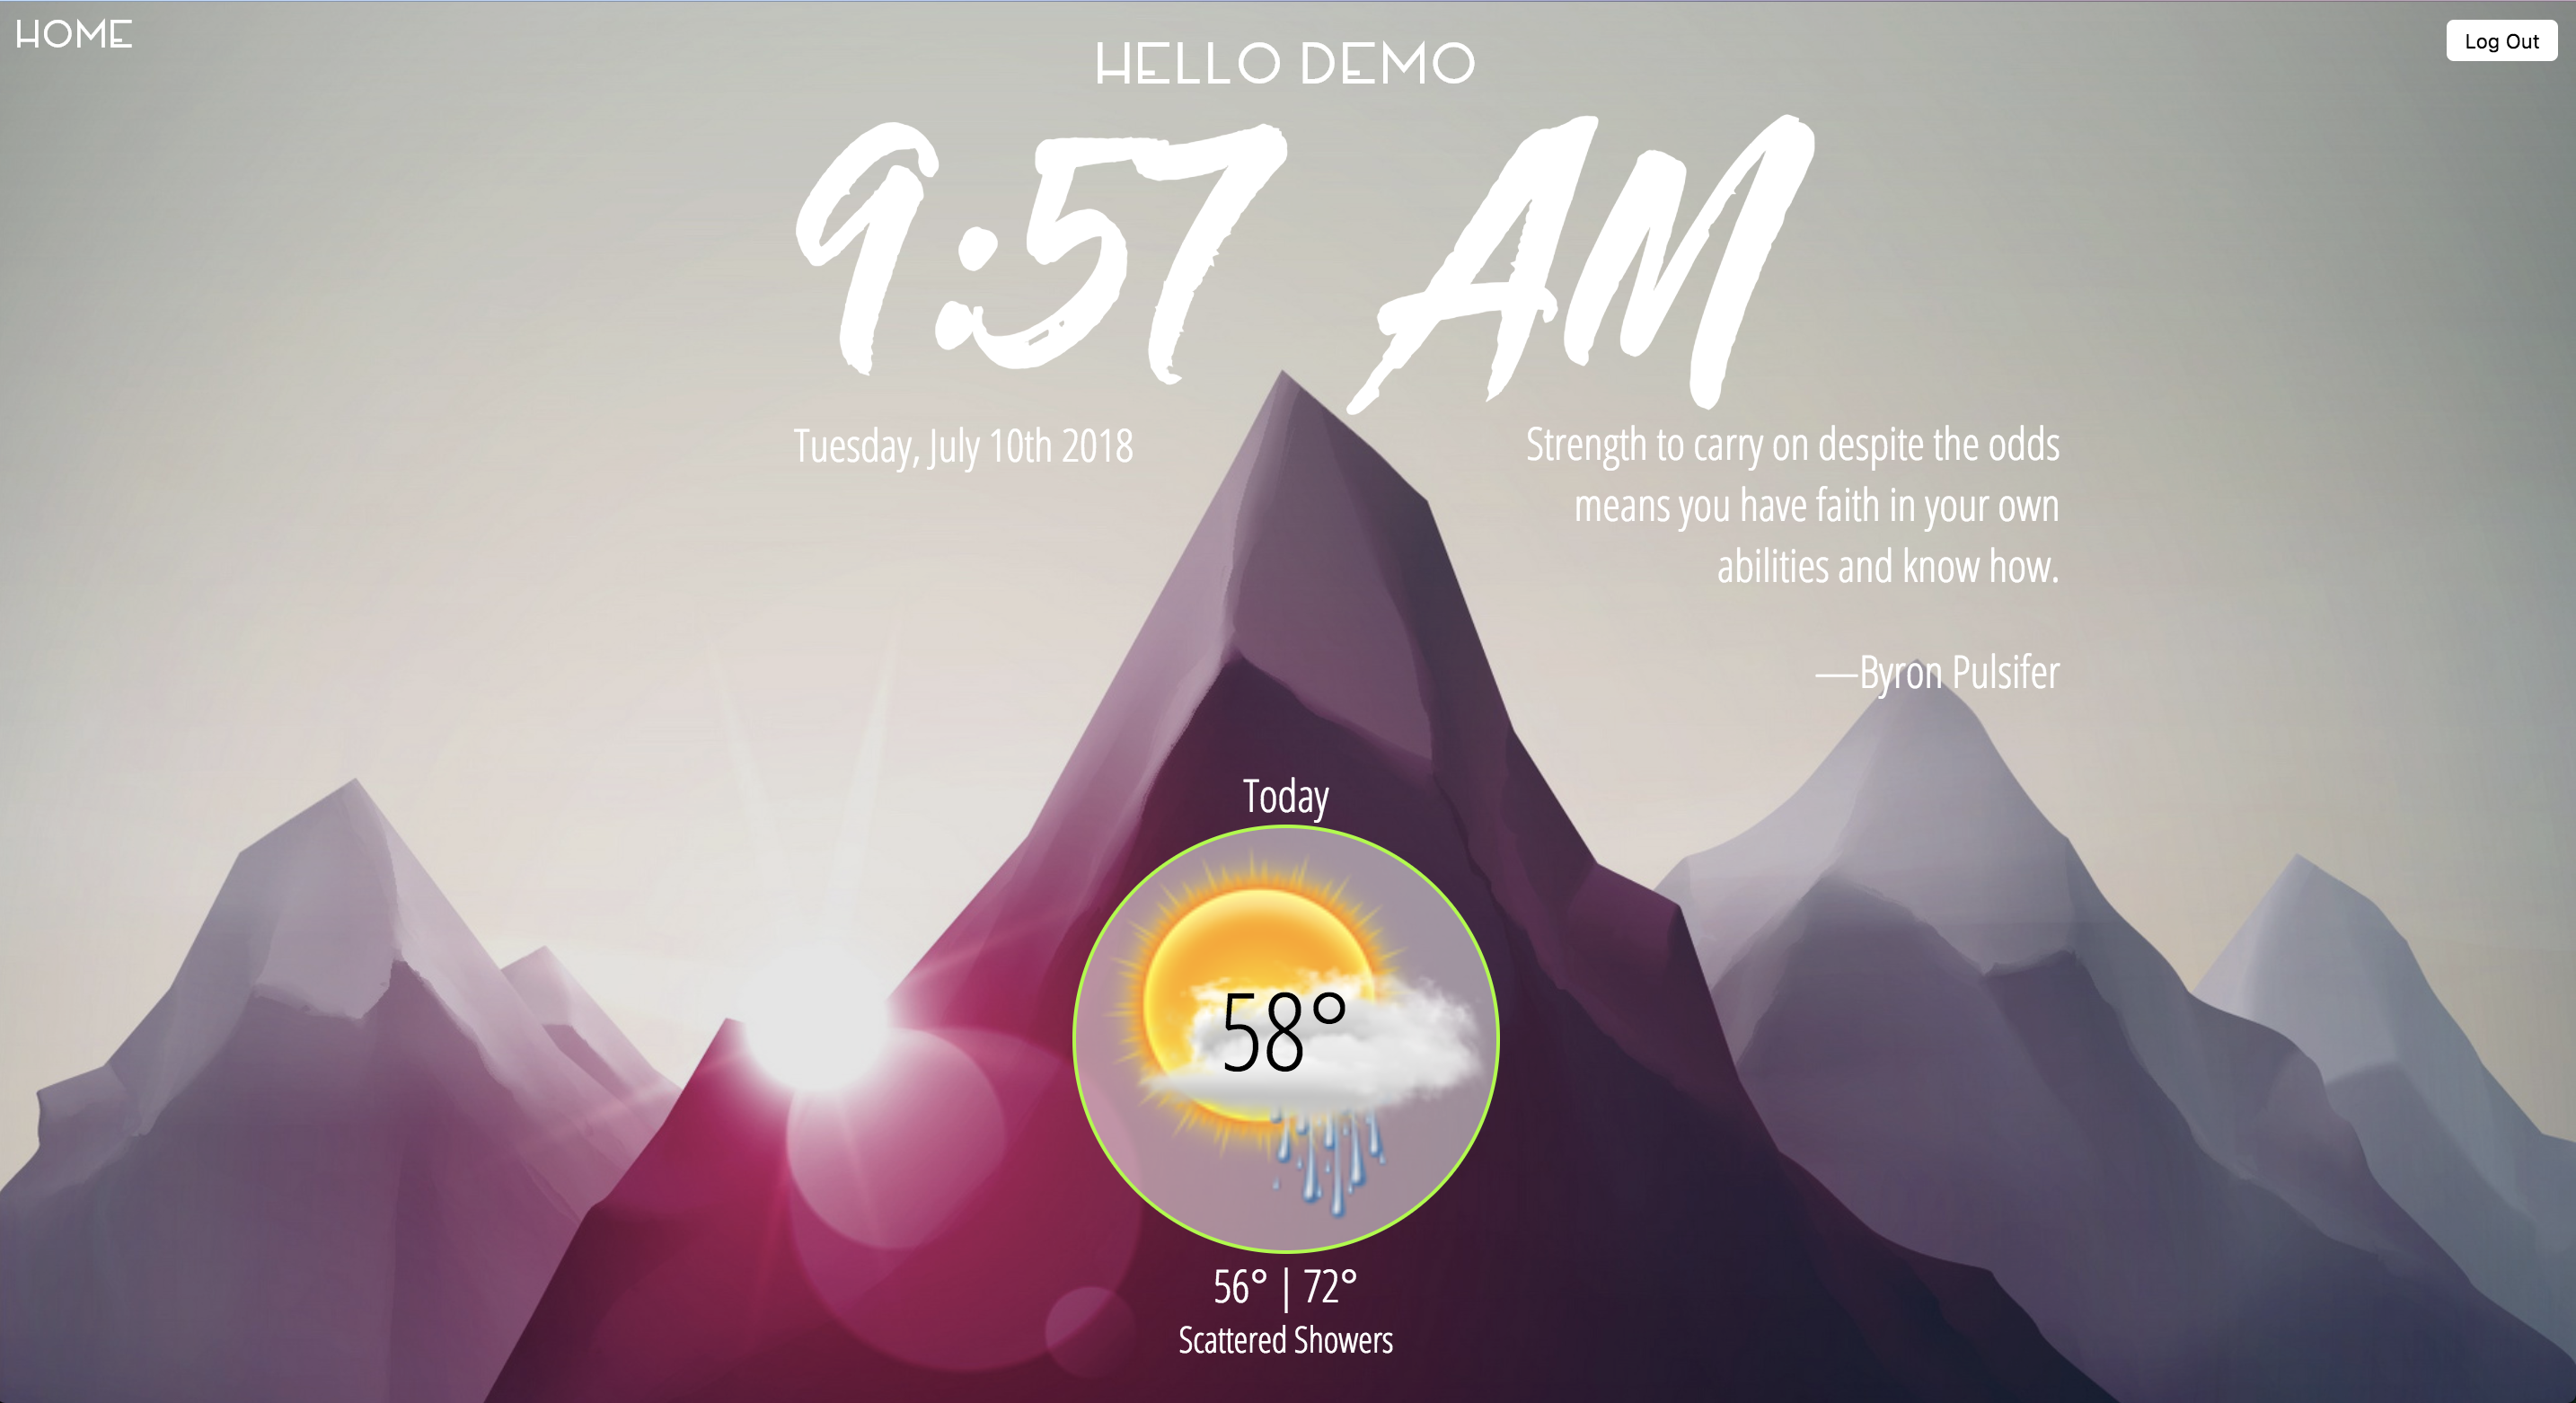 HOME
Log Out
HELLO DEMO
9:57 AM
Tuesday, July 10th 2018
Strength to carry on despite the odds
means you have faith in your own
abilities and know how.
—Byron Pulsifer
Today
58°
56° | 72°
Scattered Showers